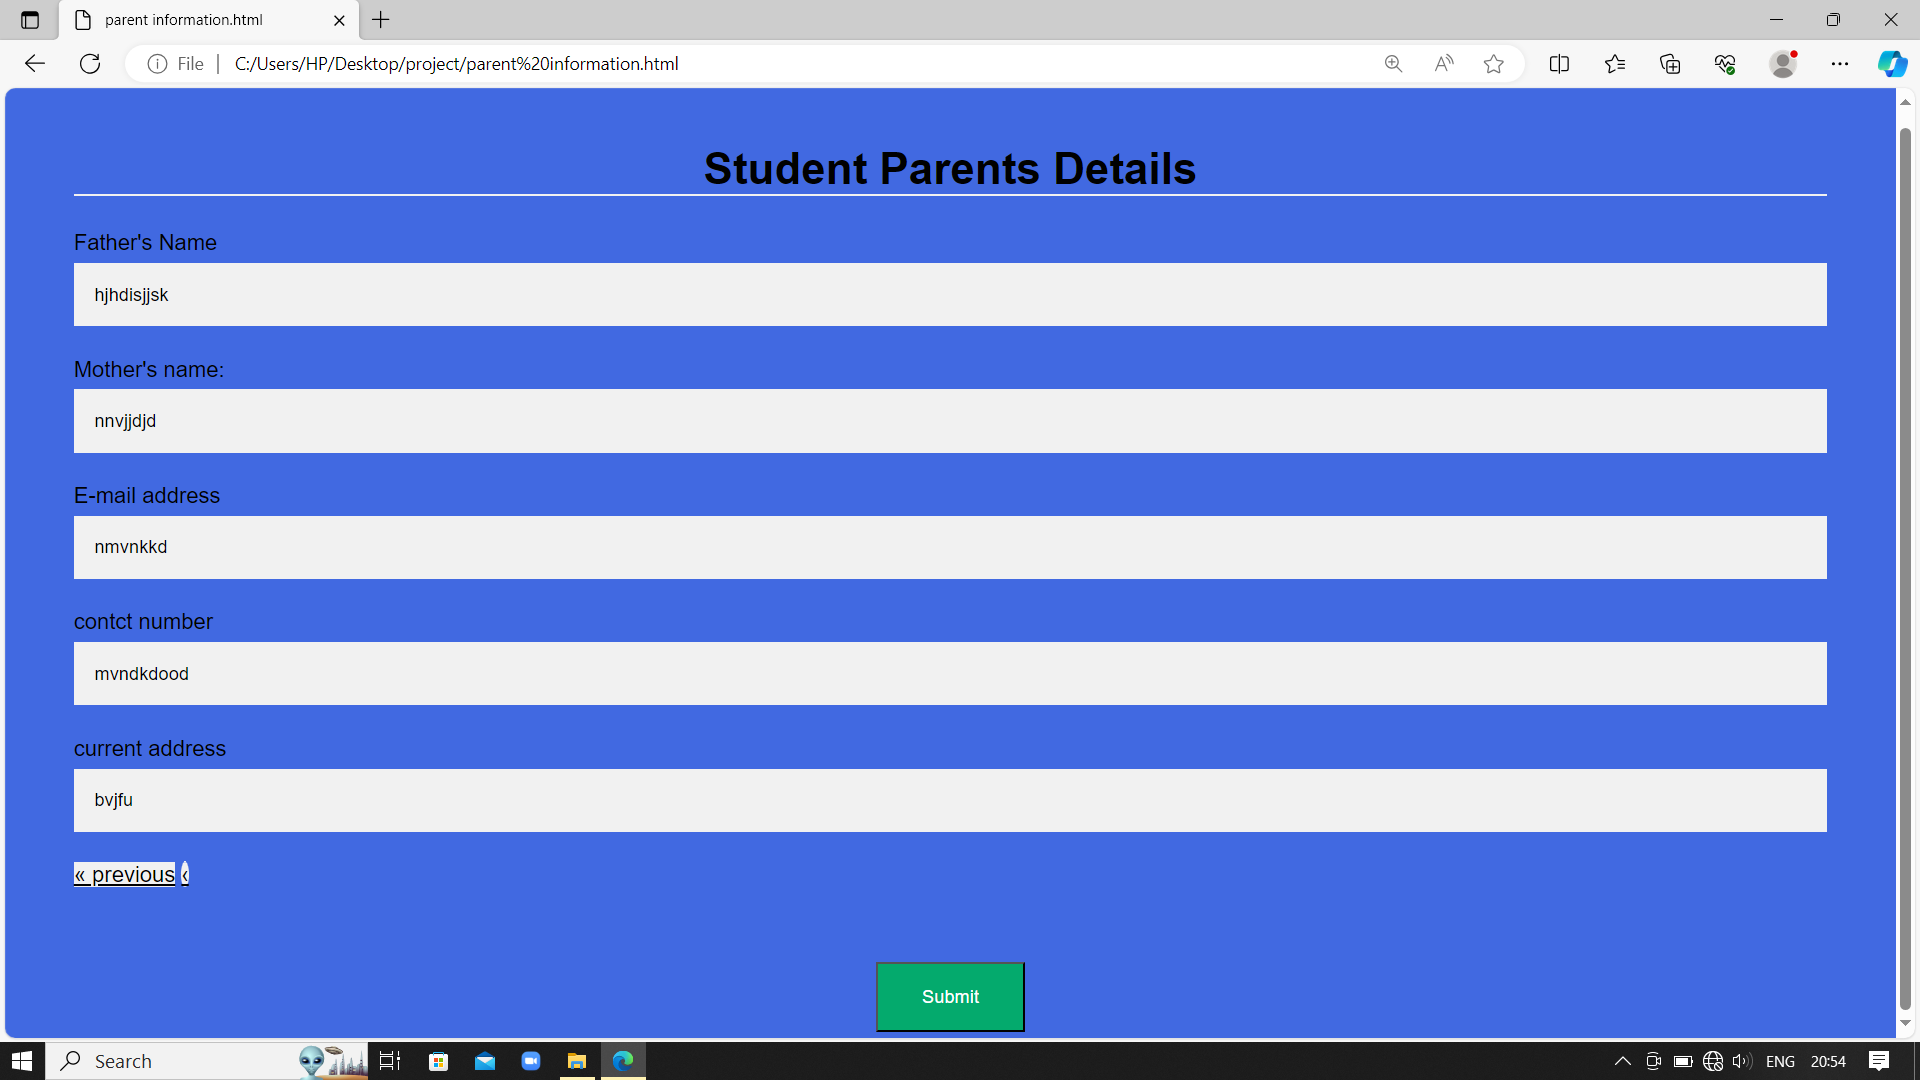 parent information.html
File C:/Users/HP/Desktop/project/parent%20information.html
Student Parents Details
Father's Name
hjhdisjjsk
Mother's name:
nnvjjdjd
E-mail address
nmvnkkd
contct number
mvndkdood
current address
bvjfu
« previous ‹
Submit
Search
ENG 20:54